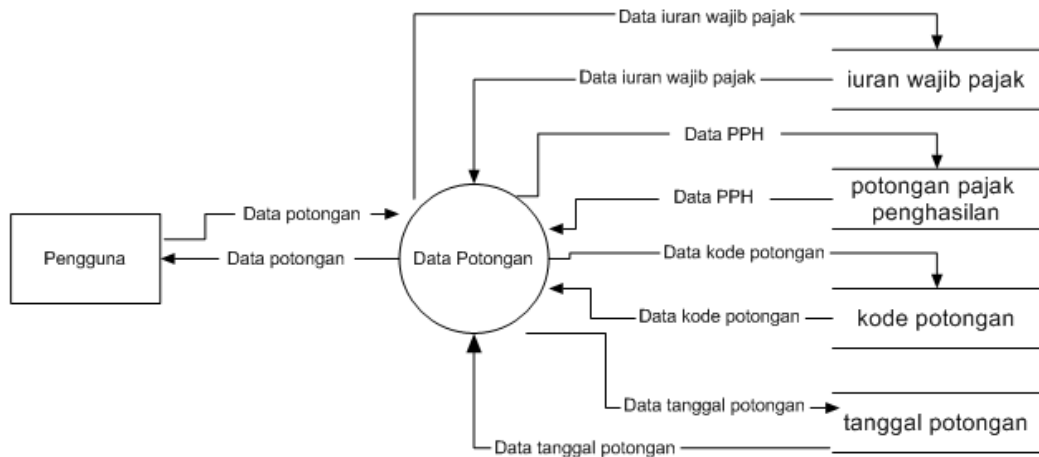 Data iuran wajib pajak
Data iuran wajib pajak
iuran wajib pajak
Data PPH
Data PPH
potongan pajak
penghasilan
Data potongan
Pengguna
Data potongan
Data Potongan
Data kode potongan
Data kode potongan
kode potongan
Data tanggal potongan
tanggal potongan
Data tanggal potongan